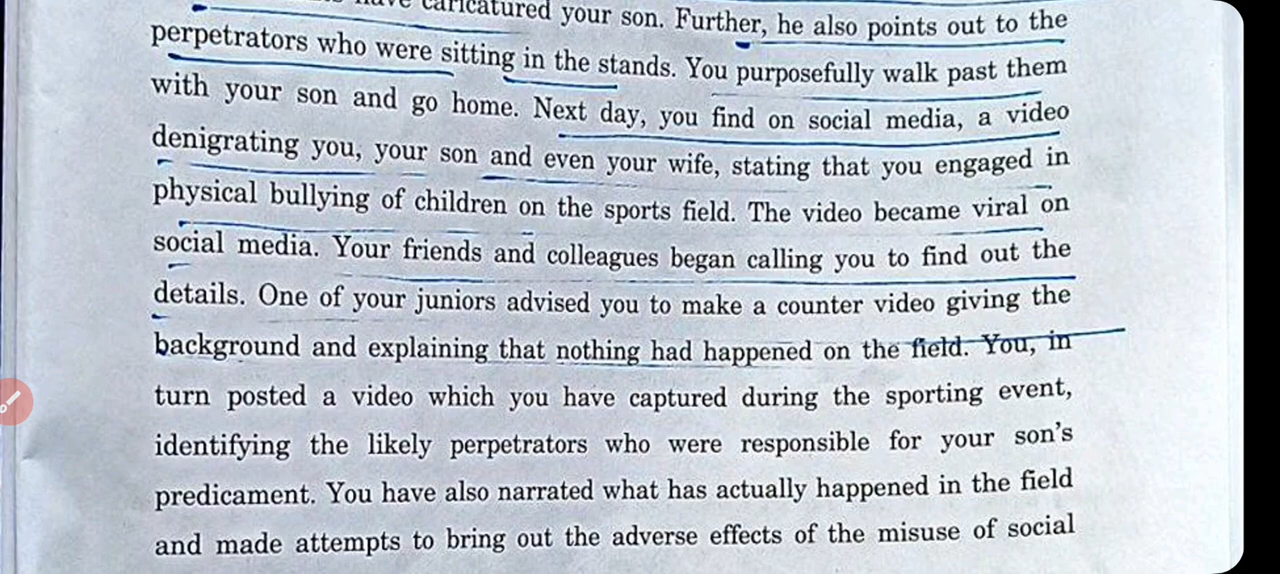 have caricatured your son. Further, he also points out to the
perpetrators who were sitting in the stands. You purposefully walk past them
with your son and go home. Next day, you find on social media, a video
denigrating you, your son and even your wife, stating that you engaged in
physical bullying of children on the sports field. The video became viral on
social media. Your friends and colleagues began calling you to find out the
details. One of your juniors advised you to make a counter video giving the
background and explaining that nothing had happened on the field. You, in
turn posted a video which you have captured during the sporting event,
identifying the likely perpetrators who were responsible for your son's
predicament. You have also narrated what has actually happened in the field
and made attempts to bring out the adverse effects of the misuse of social